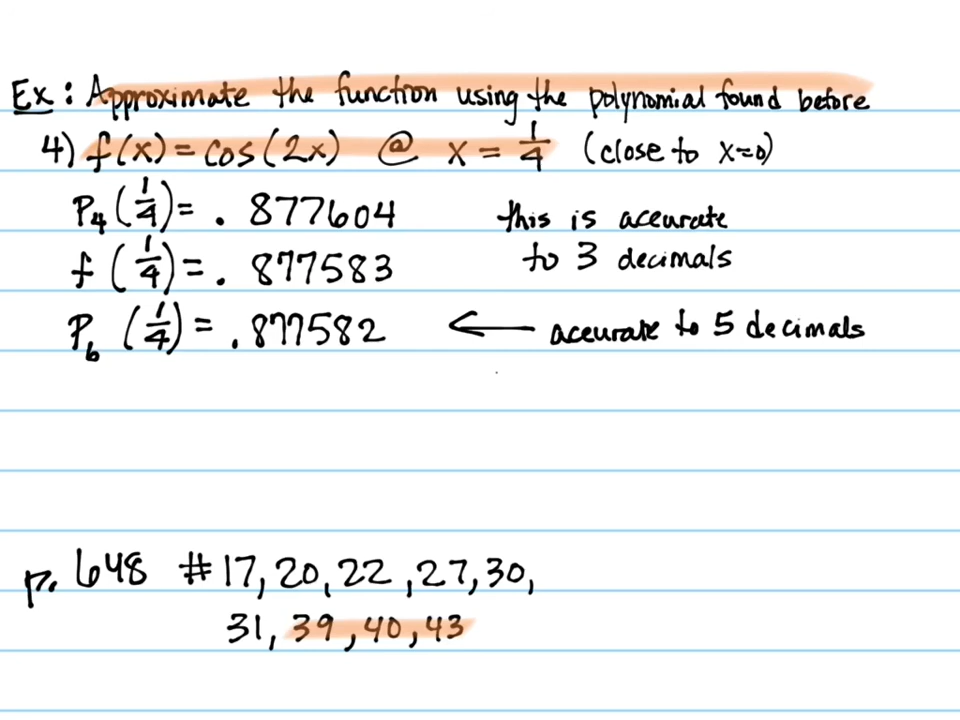 Ex: Approximate the function using the polynomial found before
4) f(x) = cos(2x) @ x = 1/4 (close to x=0)
P4(1/4) = .877604 this is accurate
f(1/4) = .877583 to 3 decimals
P6(1/4) = .877582 ← accurate to 5 decimals
p. 648 #17, 20, 22, 27, 30,
31, 39, 40, 43